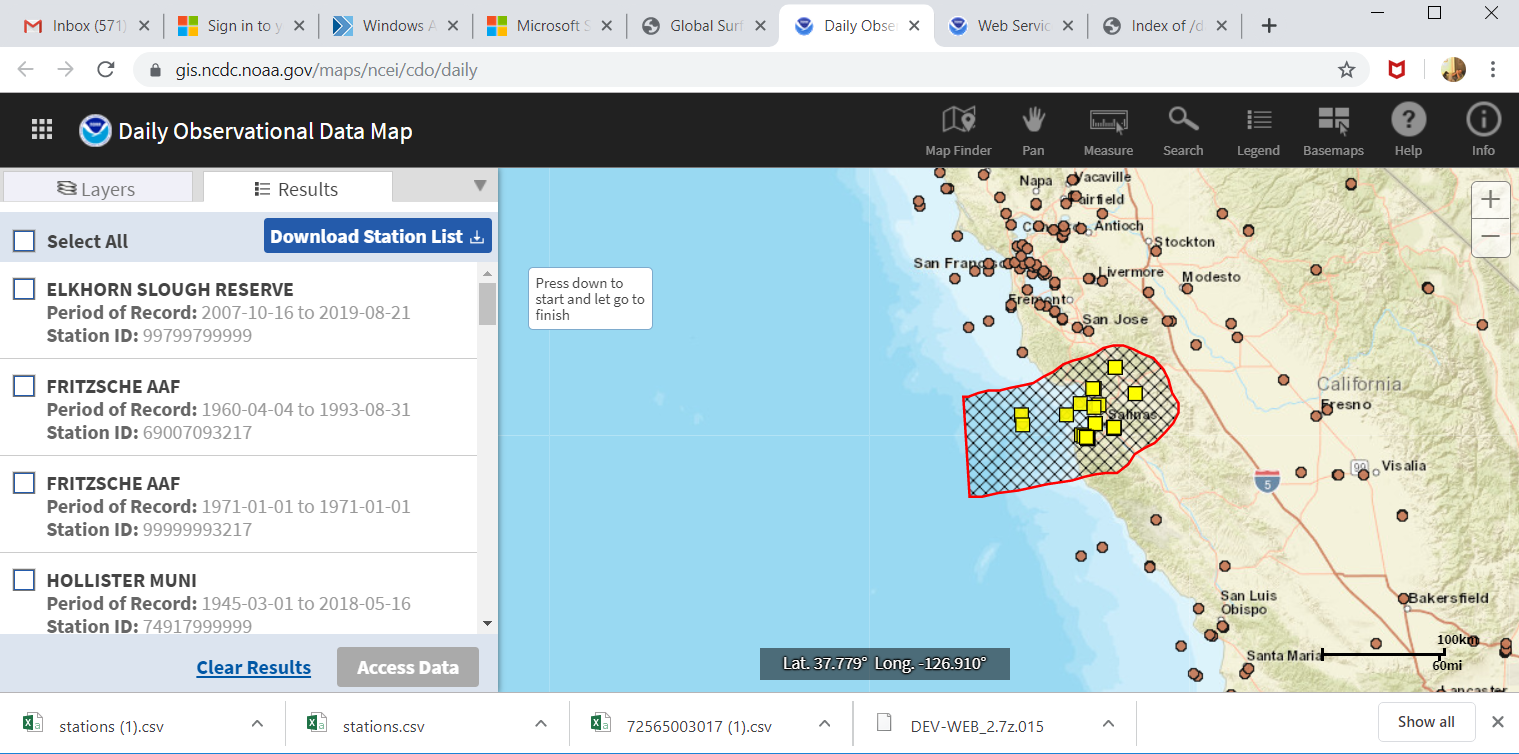 Inbox (571)
Sign in to y
Windows A
Microsoft S
Global Surf
Daily Obser
Web Servic
Index of /d
gis.ncdc.noaa.gov/maps/ncei/cdo/daily
Daily Observational Data Map
Map Finder
Pan
Measure
Search
Legend
Basemaps
Help
Info
Layers
Results
Select All
Download Station List
ELKHORN SLOUGH RESERVE
Period of Record: 2007-10-16 to 2019-08-21
Station ID: 99799799999
FRITZSCHE AAF
Period of Record: 1960-04-04 to 1993-08-31
Station ID: 69007093217
FRITZSCHE AAF
Period of Record: 1971-01-01 to 1971-01-01
Station ID: 99999993217
HOLLISTER MUNI
Period of Record: 1945-03-01 to 2018-05-16
Station ID: 74917999999
Clear Results
Access Data
Press down to
start and let go to
finish
Napa
Vacaville
Fairfield
Antioch
Stockton
San Francisco
Livermore
Modesto
Fremont
San Jose
California
Salinas
Fresno
99
Visalia
5
San Luis
Obispo
Bakersfield
Santa Maria
100km
60mi
Lancaster
Lat. 37.779° Long. -126.910°
stations (1).csv
stations.csv
72565003017 (1).csv
DEV-WEB_2.7z.015
Show all